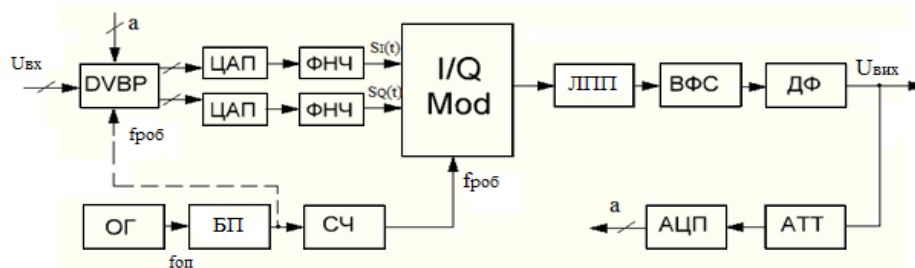 a
Uвх
DVBP
ЦАП
ФНЧ
SI(t)
ЦАП
ФНЧ
SQ(t)
I/Q
Mod
ЛПП
ВФС
ДФ
Uвих
fроб
fроб
ОГ
fоп
БП
СЧ
a
АЦП
АТТ